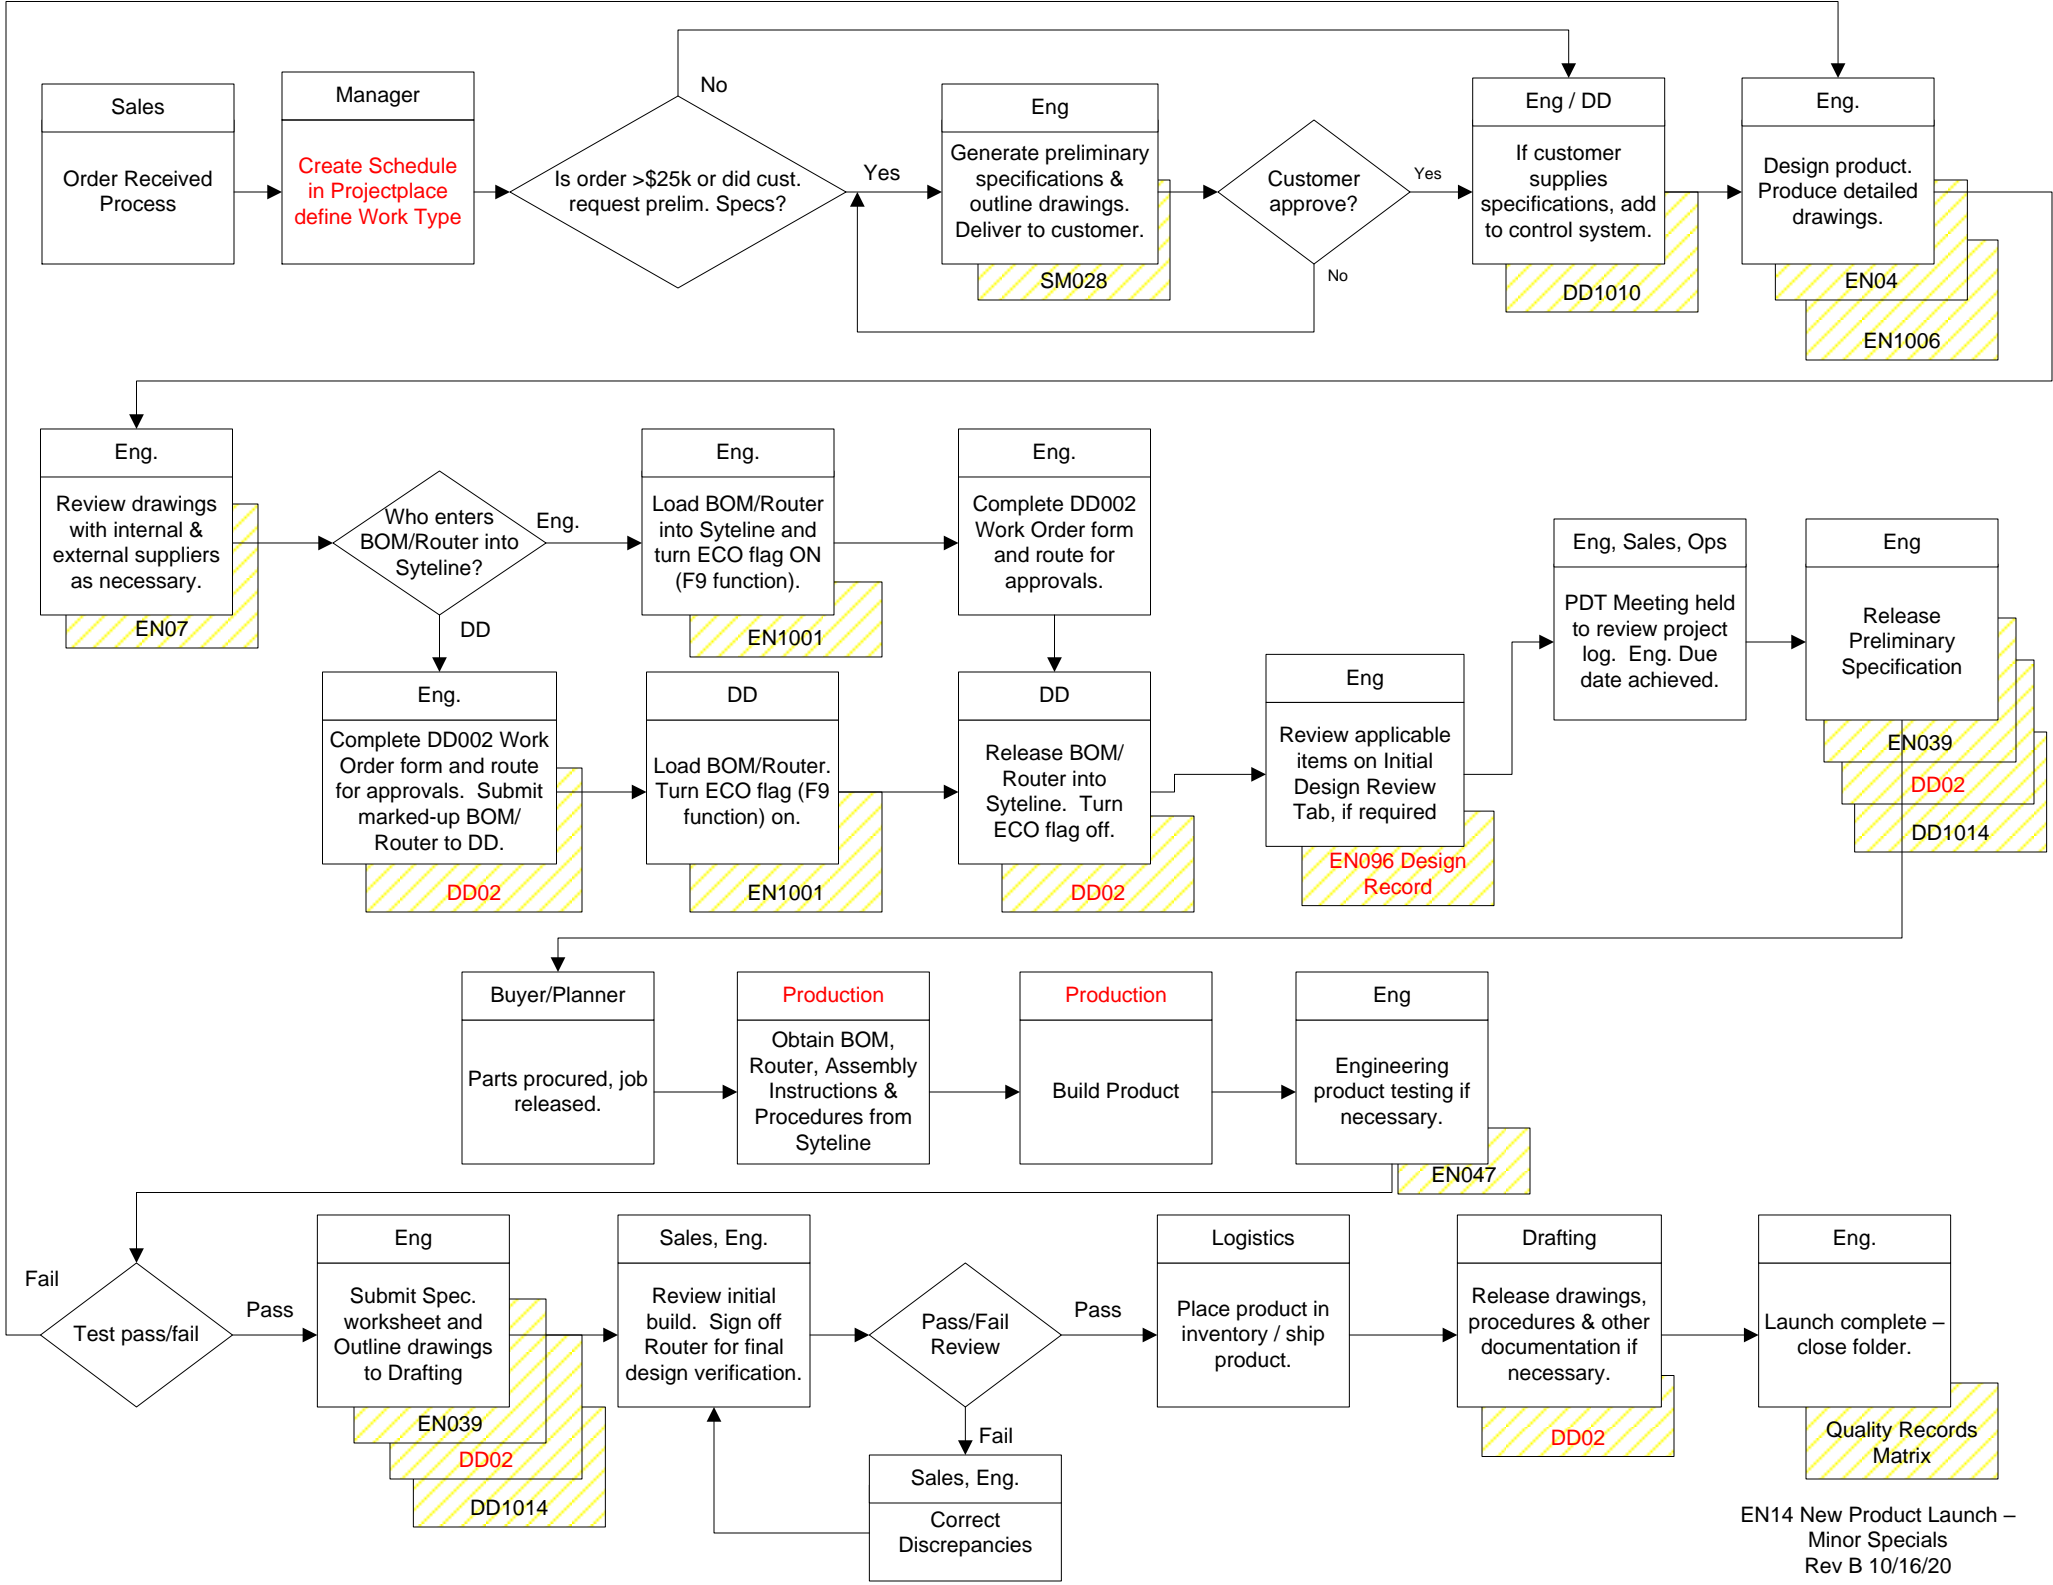 No
Sales
Order Received
Process
Manager
Create Schedule
in Projectplace
define Work Type
Is order >$25k or did cust.
request prelim. Specs?
Yes
Eng
Generate preliminary
specifications &
outline drawings.
Deliver to customer.
SM028
Customer
approve?
Yes
No
Eng / DD
If customer
supplies
specifications, add
to control system.
DD1010
Eng.
Design product.
Produce detailed
drawings.
EN04
EN1006
Eng.
Review drawings
with internal &
external suppliers
as necessary.
EN07
Who enters
BOM/Router into
Syteline?
Eng.
DD
Eng.
Load BOM/Router
into Syteline and
turn ECO flag ON
(F9 function).
EN1001
Eng.
Complete DD002
Work Order form
and route for
approvals.
Eng.
Complete DD002 Work
Order form and route
for approvals.  Submit
marked-up BOM/
Router to DD.
DD02
DD
Load BOM/Router.
Turn ECO flag (F9
function) on.
EN1001
DD
Release BOM/
Router into
Syteline.  Turn
ECO flag off.
DD02
Eng
Review applicable
items on Initial
Design Review
Tab, if required
EN096 Design
Record
Eng, Sales, Ops
PDT Meeting held
to review project
log.  Eng. Due
date achieved.
Eng
Release
Preliminary
Specification
EN039
DD02
DD1014
Buyer/Planner
Parts procured, job
released.
Production
Obtain BOM,
Router, Assembly
Instructions &
Procedures from
Syteline
Production
Build Product
Eng
Engineering
product testing if
necessary.
EN047
Fail
Test pass/fail
Pass
Eng
Submit Spec.
worksheet and
Outline drawings
to Drafting
EN039
DD02
DD1014
Sales, Eng.
Review initial
build.  Sign off
Router for final
design verification.
Pass/Fail
Review
Pass
Fail
Sales, Eng.
Correct
Discrepancies
Logistics
Place product in
inventory / ship
product.
Drafting
Release drawings,
procedures & other
documentation if
necessary.
DD02
Eng.
Launch complete –
close folder.
Quality Records
Matrix
EN14 New Product Launch –
Minor Specials
Rev B 10/16/20